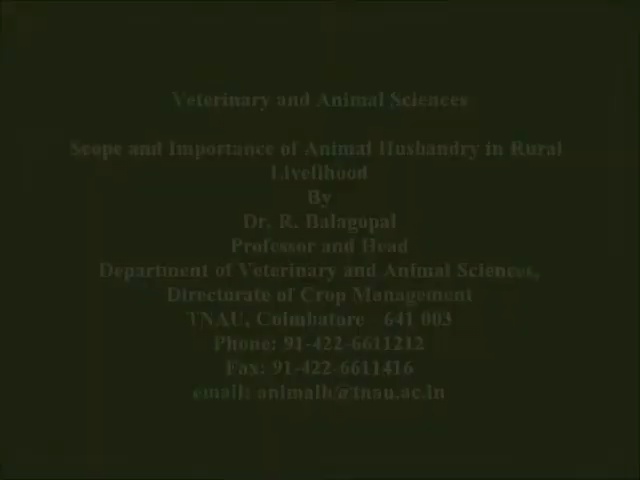 Veterinary and Animal Sciences
Scope and Importance of Animal Husbandry in Rural
Livelihood
By
Dr. R. Balagopal
Professor and Head
Department of Veterinary and Animal Sciences,
Directorate of Crop Management
TNAU, Coimbatore - 641 003
Phone: 91-422-6611212
Fax: 91-422-6611416
email: animalh@tnau.ac.in